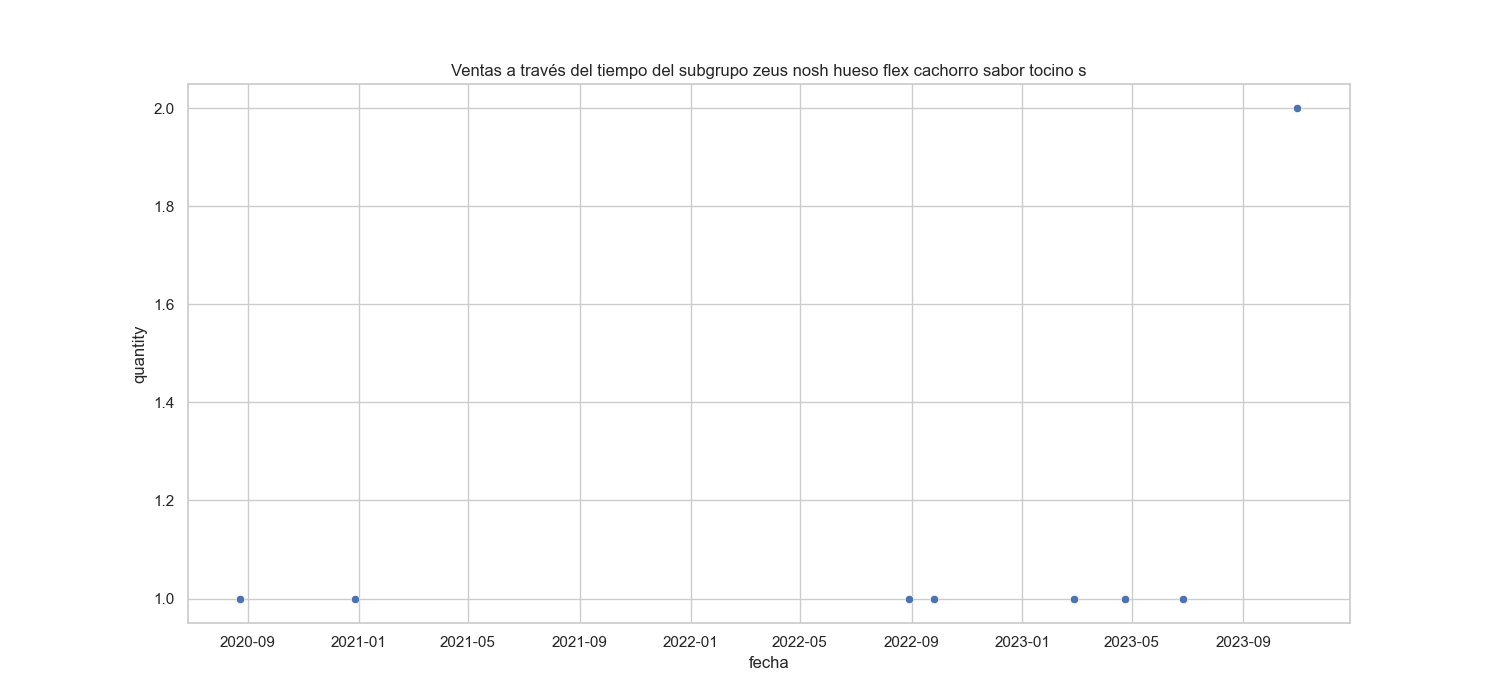 Ventas a través del tiempo del subgrupo zeus nosh hueso flex cachorro sabor tocino s
2.0
1.8
1.6
1.4
1.2
1.0
quantity
2020-09 2021-01 2021-05 2021-09 2022-01 2022-05 2022-09 2023-01 2023-05 2023-09
fecha